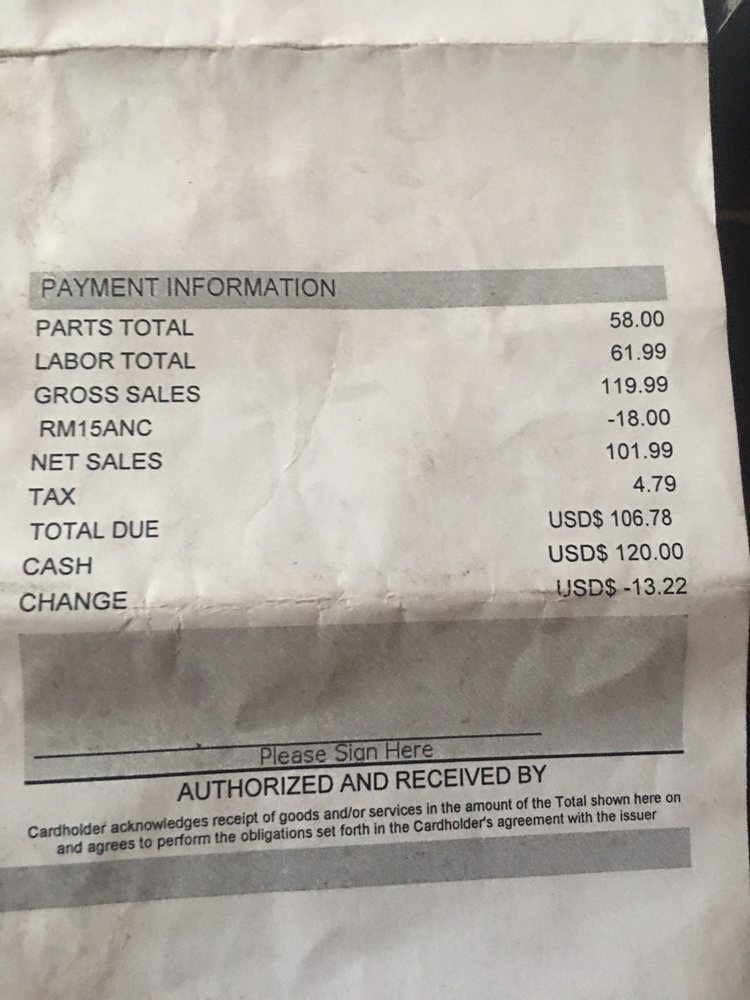 PAYMENT INFORMATION
PARTS TOTAL 58.00
LABOR TOTAL 61.99
GROSS SALES 119.99
RM15ANC -18.00
NET SALES 101.99
TAX 4.79
TOTAL DUE USD$ 106.78
CASH USD$ 120.00
CHANGE USD$ -13.22
Please Sign Here
AUTHORIZED AND RECEIVED BY
Cardholder acknowledges receipt of goods and/or services in the amount of the Total shown here on
and agrees to perform the obligations set forth in the Cardholder's agreement with the issuer